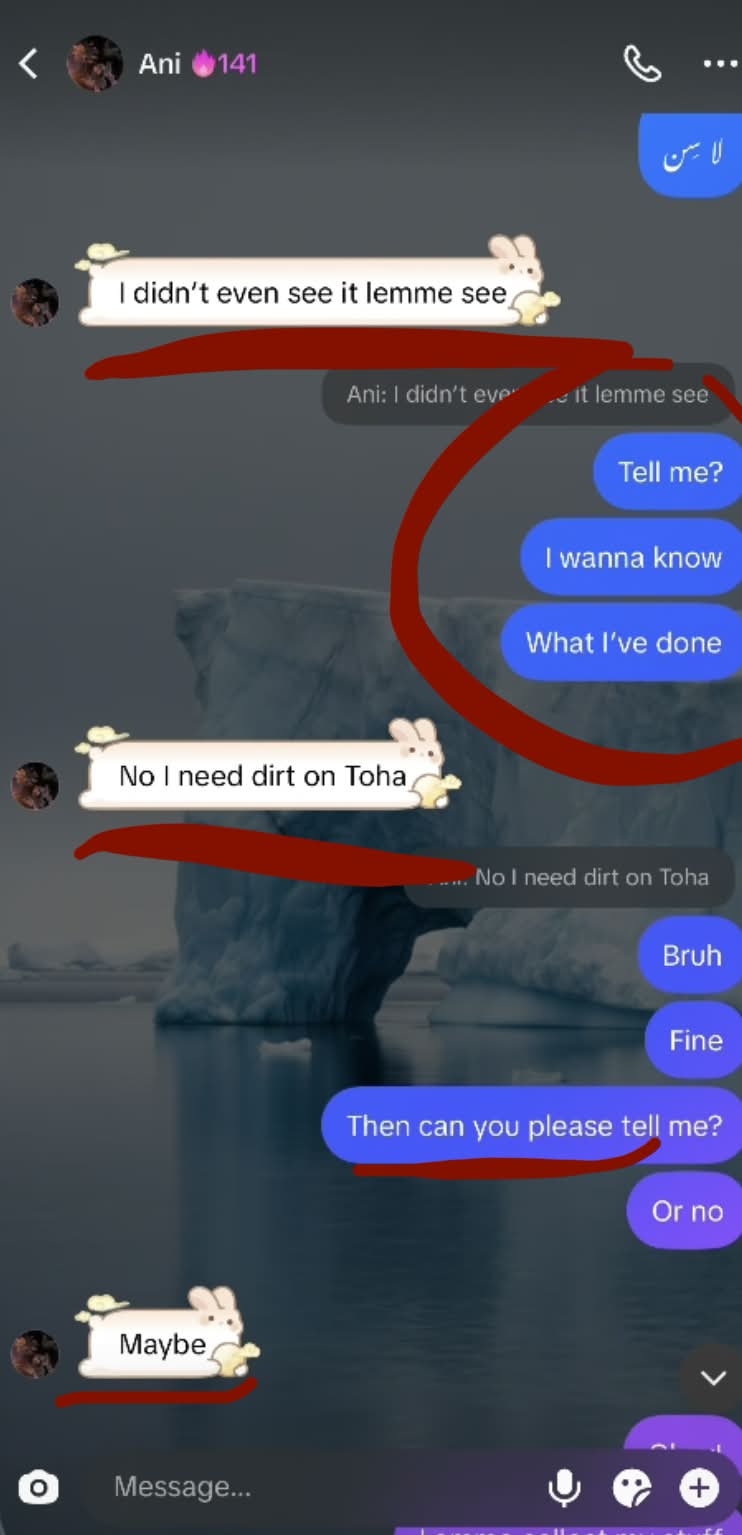 Ani 141
لا سِن
I didn't even see it lemme see
Ani: I didn't even see it lemme see
Tell me?
I wanna know
What I've done
No I need dirt on Toha
No I need dirt on Toha
Bruh
Fine
Then can you please tell me?
Or no
Maybe
Message...